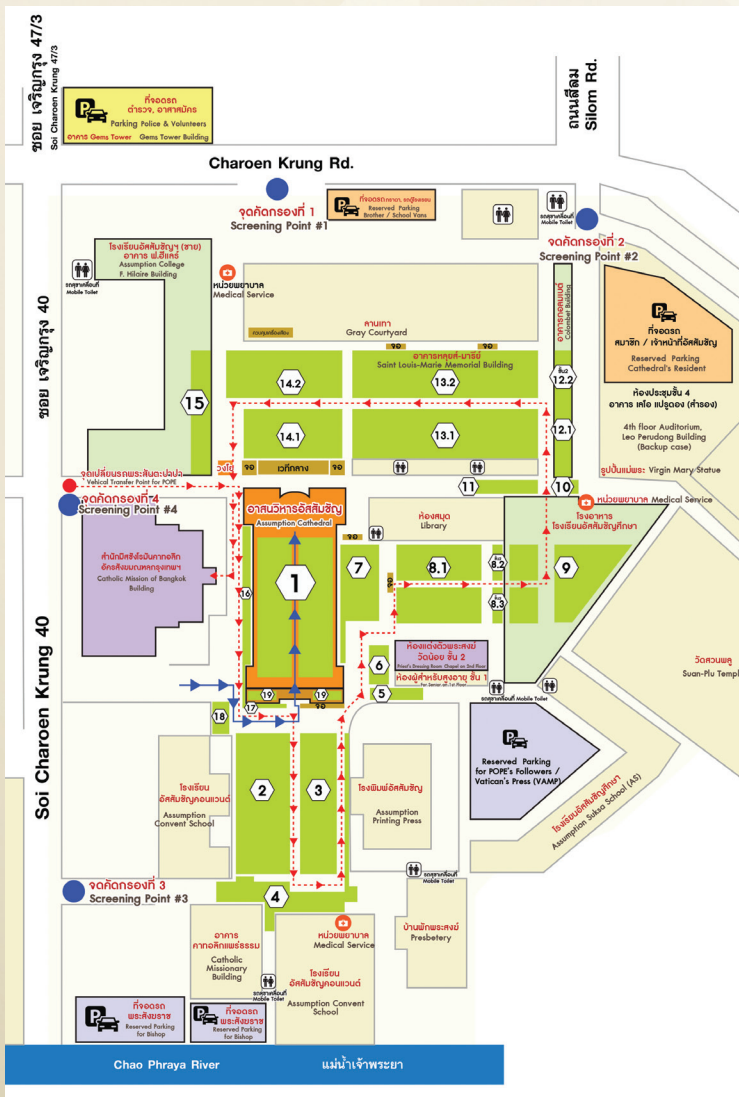 ซอย เจริญกรุง 47/3
Soi Charoen Krung 47/3
ที่จอดรถ
ตำรวจ, อาสาสมัคร
Parking Police & Volunteers
อาคาร Gems Tower Gems Tower Building
ถนนสีลม
Silom Rd.
Charoen Krung Rd.
จุดคัดกรองที่ 1
Screening Point #1
Reserved Parking
Brother / School Vans
รถสุขาเคลื่อนที่
Mobile Toilet
จุดคัดกรองที่ 2
Screening Point #2
โรงเรียนอัสสัมชัญฯ (ชาย)
อาคาร ฟ.ฮีแลร์
Assumption College
F. Hilaire Building
รถสุขาเคลื่อนที่
Mobile Toilet
หน่วยพยาบาล
Medical Service
ลานเทา
Gray Courtyard
จอ
จอ
อาคารหลุยส์-มารีย์
Saint Louis-Marie Memorial Building
อาคารกอลมเบต์
Colombet Building
ที่จอดรถ
สมาชิก / เจ้าหน้าที่อัสสัมชัญ
Reserved Parking
Cathedral's Resident
ห้องประชุมชั้น 4
อาคาร เลโอ แปรูดอง (สำรอง)
4th floor Auditorium,
Leo Perudong Building
(Backup case)
รูปปั้นแม่พระ Virgin Mary Statue
ซอย เจริญกรุง 40
15
14.2
13.2
ชั้น2
12.2
14.1
13.1
12.1
จอ
เวทีกลาง
จอ
11
10
จุดเปลี่ยนรถพระสันตะปาปา
Vehical Transfer Point for POPE
จุดคัดกรองที่ 4
Screening Point #4
อาสนวิหารอัสสัมชัญ
Assumption Cathedral
ห้องสมุด
Library
หน่วยพยาบาล Medical Service
โรงอาหาร
โรงเรียนอัสสัมชัญศึกษา
สำนักมิสซังโรมันคาทอลิก
อัครสังฆมณฑลกรุงเทพฯ
Catholic Mission of Bangkok
Building
1
จอ
7
8.1
8.2
8.3
9
จอ
16
6
5
ห้องแต่งตัวพระสงฆ์
วัดน้อย ชั้น 2
Priest's Dressing Room Chapel on 2nd Floor
ห้องผู้สำหรับสูงอายุ ชั้น 1
For Senior on 1st Floor
รถสุขาเคลื่อนที่ Mobile Toilet
วัดสวนพลู
Suan-Plu Templ
19
19
17
จอ
18
Soi Charoen Krung 40
2
3
โรงเรียน
อัสสัมชัญคอนแวนต์
Assumption
Convent School
โรงพิมพ์อัสสัมชัญ
Assumption
Printing Press
Reserved Parking
for POPE's Followers /
Vatican's Press (VAMP)
โรงเรียนอัสสัมชัญศึกษา
Assumption Suksa School (AS)
จุดคัดกรองที่ 3
Screening Point #3
4
รถสุขาเคลื่อนที่
Mobile Toilet
อาคาร
คาทอลิกแพร่ธรรม
Catholic
Missionary
Building
หน่วยพยาบาล
Medical Service
โรงเรียน
อัสสัมชัญคอนแวนต์
Assumption Convent
School
บ้านพักพระสงฆ์
Presbetery
รถสุขาเคลื่อนที่
Mobile Toilet
ที่จอดรถ
พระสังฆราช
Reserved Parking
for Bishop
ที่จอดรถ
พระสังฆราช
Reserved Parking
for Bishop
Chao Phraya River แม่น้ำเจ้าพระยา